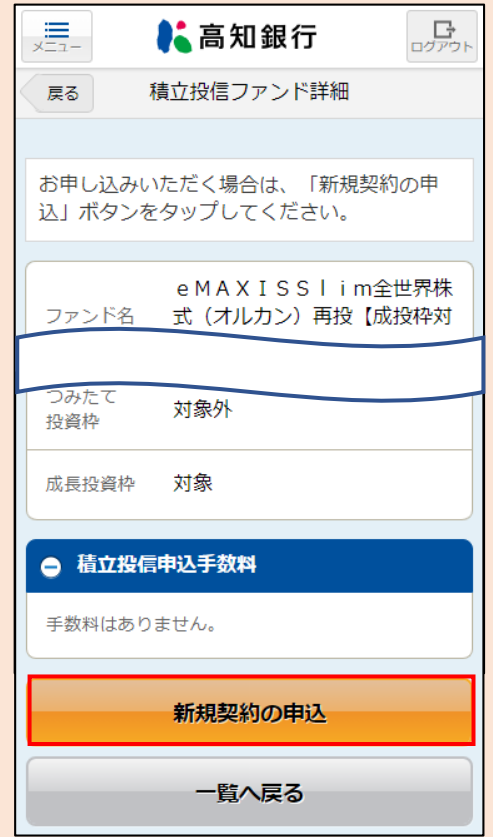 メニュー
高知銀行
ログアウト
戻る
積立投信ファンド詳細
お申し込みいただく場合は、「新規契約の申
込」ボタンをタップしてください。
ファンド名
ｅＭＡＸＩＳＳｌｉｍ全世界株
式（オルカン）再投【成投枠対
つみたて
投資枠
対象外
成長投資枠
対象
積立投信申込手数料
手数料はありません。
新規契約の申込
一覧へ戻る